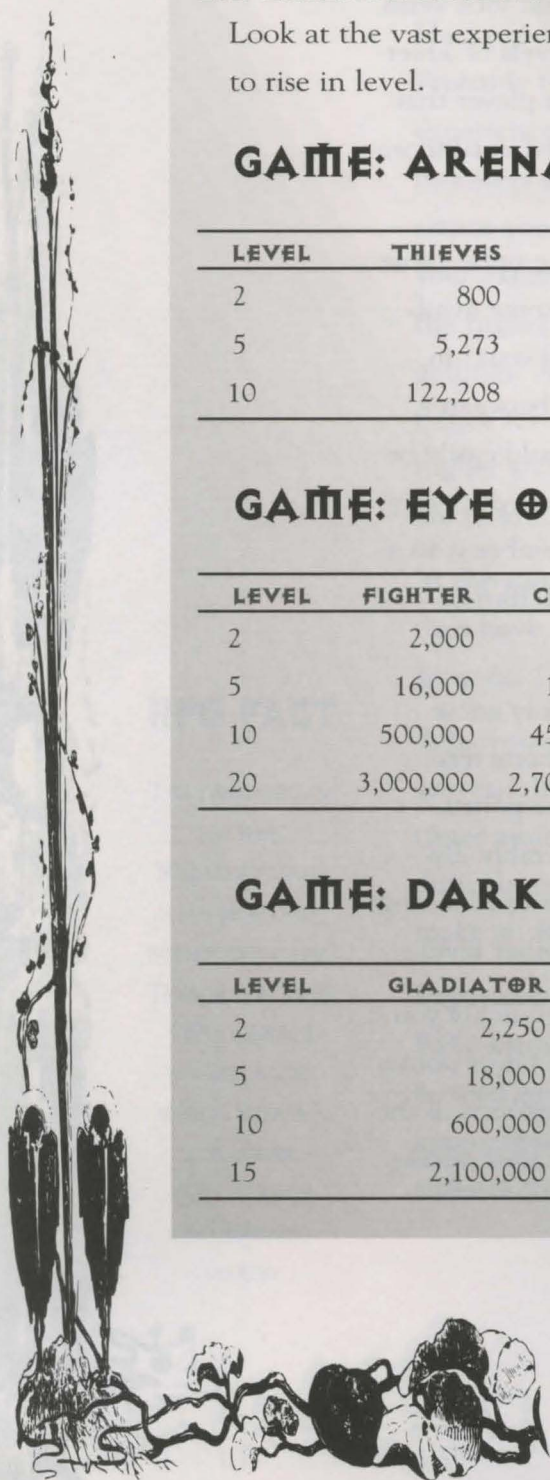 Look at the vast
to rise in level.
GAME:
LEVEL THIEVES
2 800
5 5,273
10 122,208
GAME: EYE
LEVEL FIGHTER
2 2,000
5 16,000
10 500,000
20 3,000,000
GAME: DARK
LEVEL GLADIATOR
2 2,250
5 18,000
10 600,000
15 2,100,000